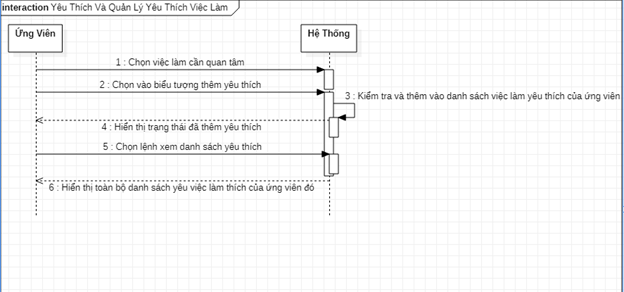 interaction Yêu Thích Và Quản Lý Yêu Thích Việc Làm
Ứng Viên
Hệ Thống
1 : Chọn việc làm cần quan tâm
2 : Chọn vào biểu tượng thêm yêu thích
3 : Kiểm tra và thêm vào danh sách việc làm yêu thích của ứng viên
4 : Hiển thị trạng thái đã thêm yêu thích
5 : Chọn lệnh xem danh sách yêu thích
6 : Hiển thị toàn bộ danh sách yêu việc làm thích của ứng viên đó